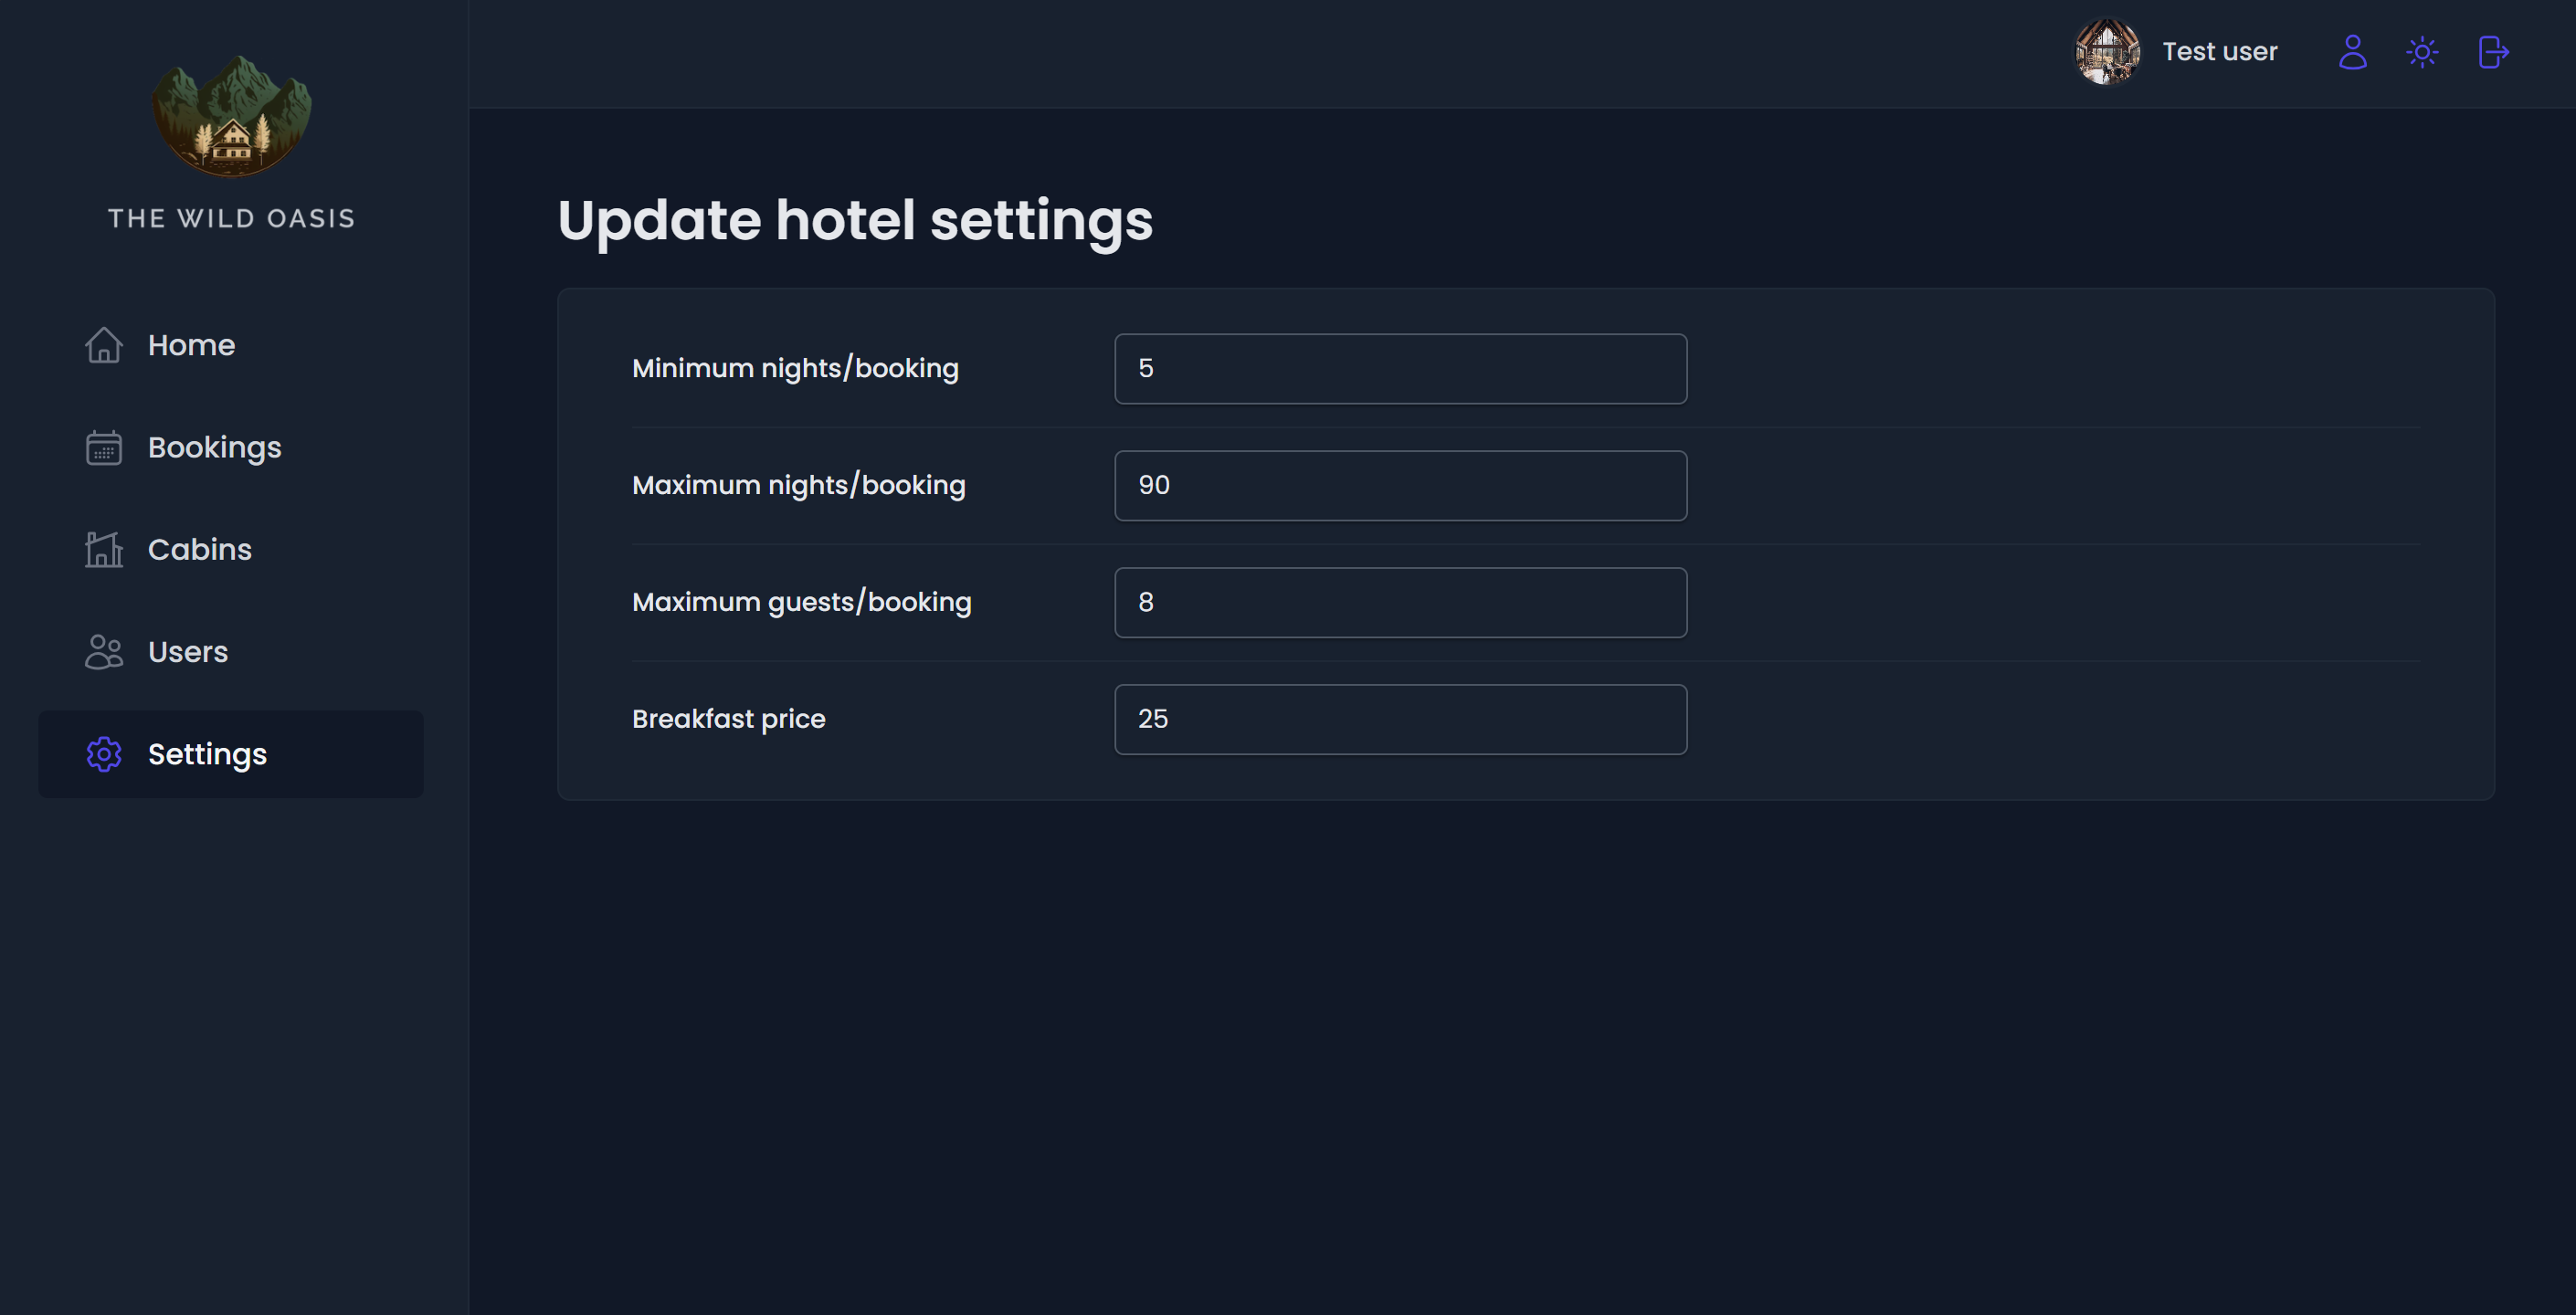 THE WILD OASIS
Home
Bookings
Cabins
Users
Settings
Test user
Update hotel settings
Minimum nights/booking
5
Maximum nights/booking
90
Maximum guests/booking
8
Breakfast price
25